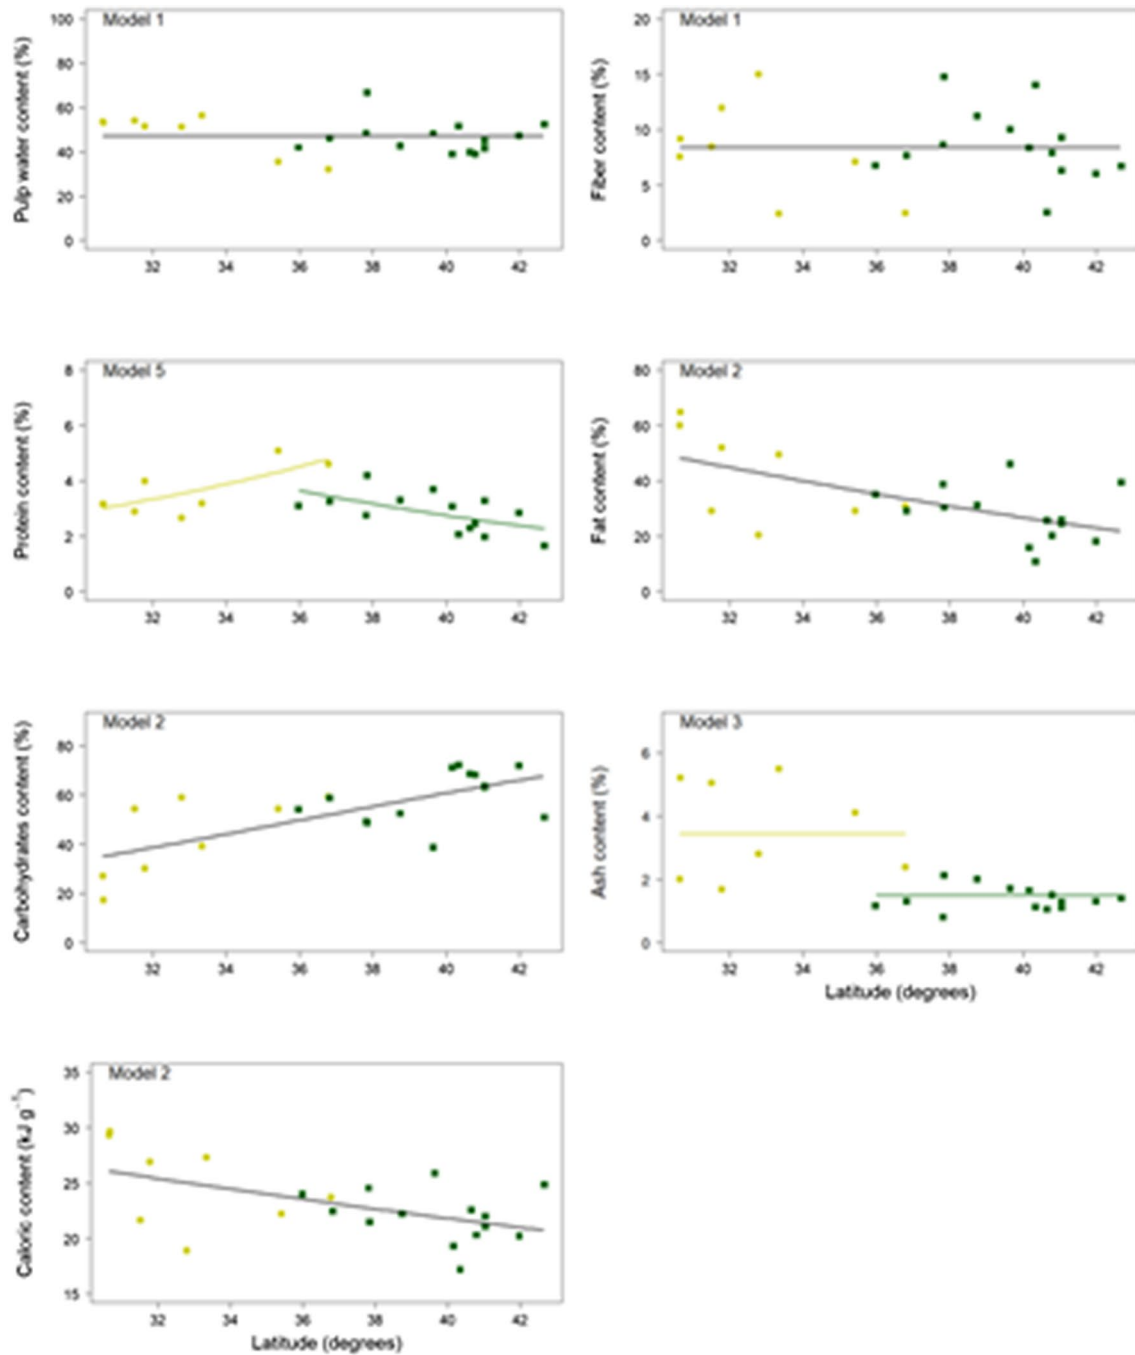 Model 1
Pulp water content (%)
100
80
60
40
20
0
32 34 36 38 40 42
Model 1
Fiber content (%)
20
15
10
5
0
32 34 36 38 40 42
Model 5
Protein content (%)
8
6
4
2
0
32 34 36 38 40 42
Model 2
Fat content (%)
80
60
40
20
0
32 34 36 38 40 42
Model 2
Carbohydrates content (%)
80
60
40
20
0
32 34 36 38 40 42
Model 3
Ash content (%)
6
4
2
0
32 34 36 38 40 42
Latitude (degrees)
Model 2
Caloric content (kJ g⁻¹)
35
30
25
20
15
32 34 36 38 40 42
Latitude (degrees)